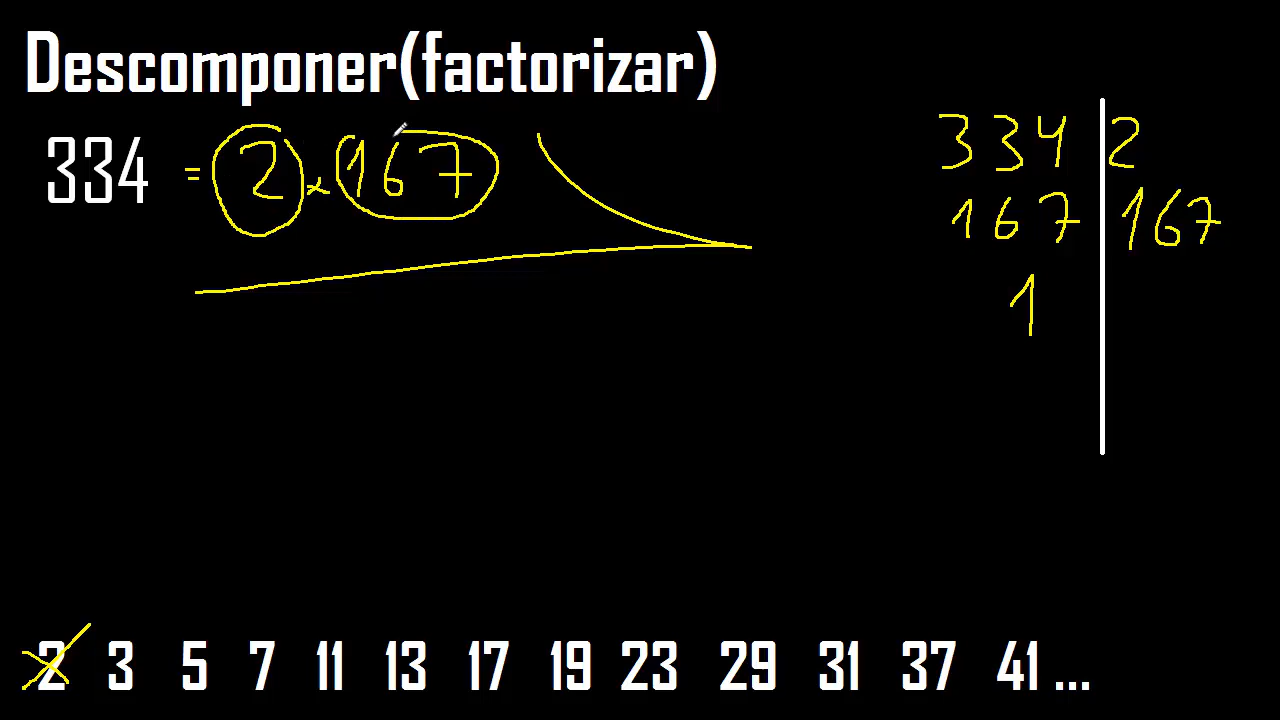 Descomponer(factorizar)
334 = 2 x 167
334 2
167 167
1
2 3 5 7 11 13 17 19 23 29 31 37 41 ...